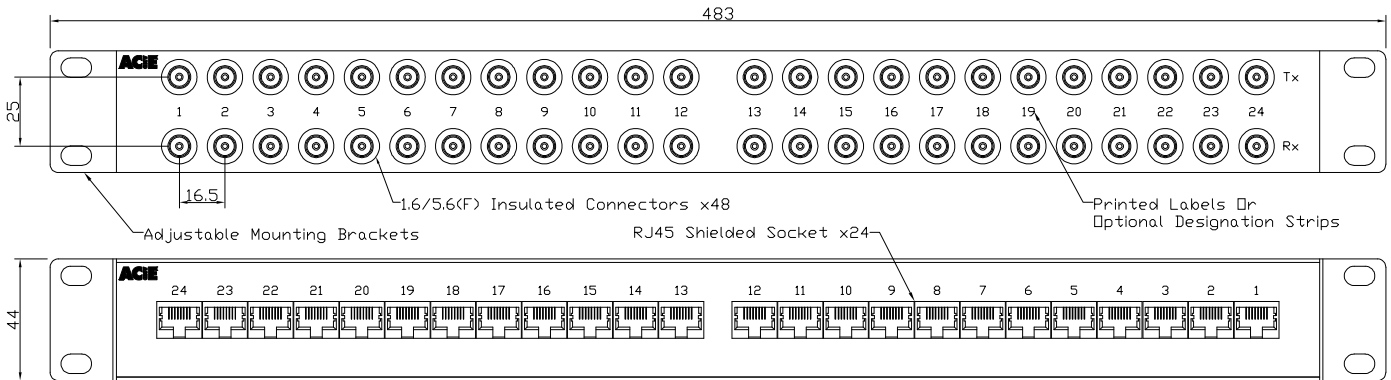 483
ACIE
Tx
25
1 2 3 4 5 6 7 8 9 10 11 12 13 14 15 16 17 18 19 20 21 22 23 24
Rx
16.5
1.6/5.6(F) Insulated Connectors x48
Printed Labels Or
Optional Designation Strips
Adjustable Mounting Brackets
RJ45 Shielded Socket x24
ACIE
24 23 22 21 20 19 18 17 16 15 14 13 12 11 10 9 8 7 6 5 4 3 2 1
44